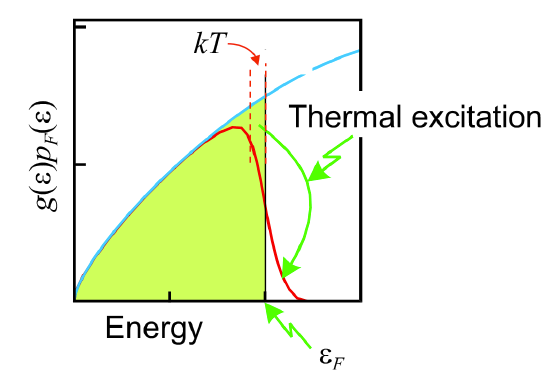 kT
Thermal excitation
g(ε)p_F(ε)
Energy
ε_F